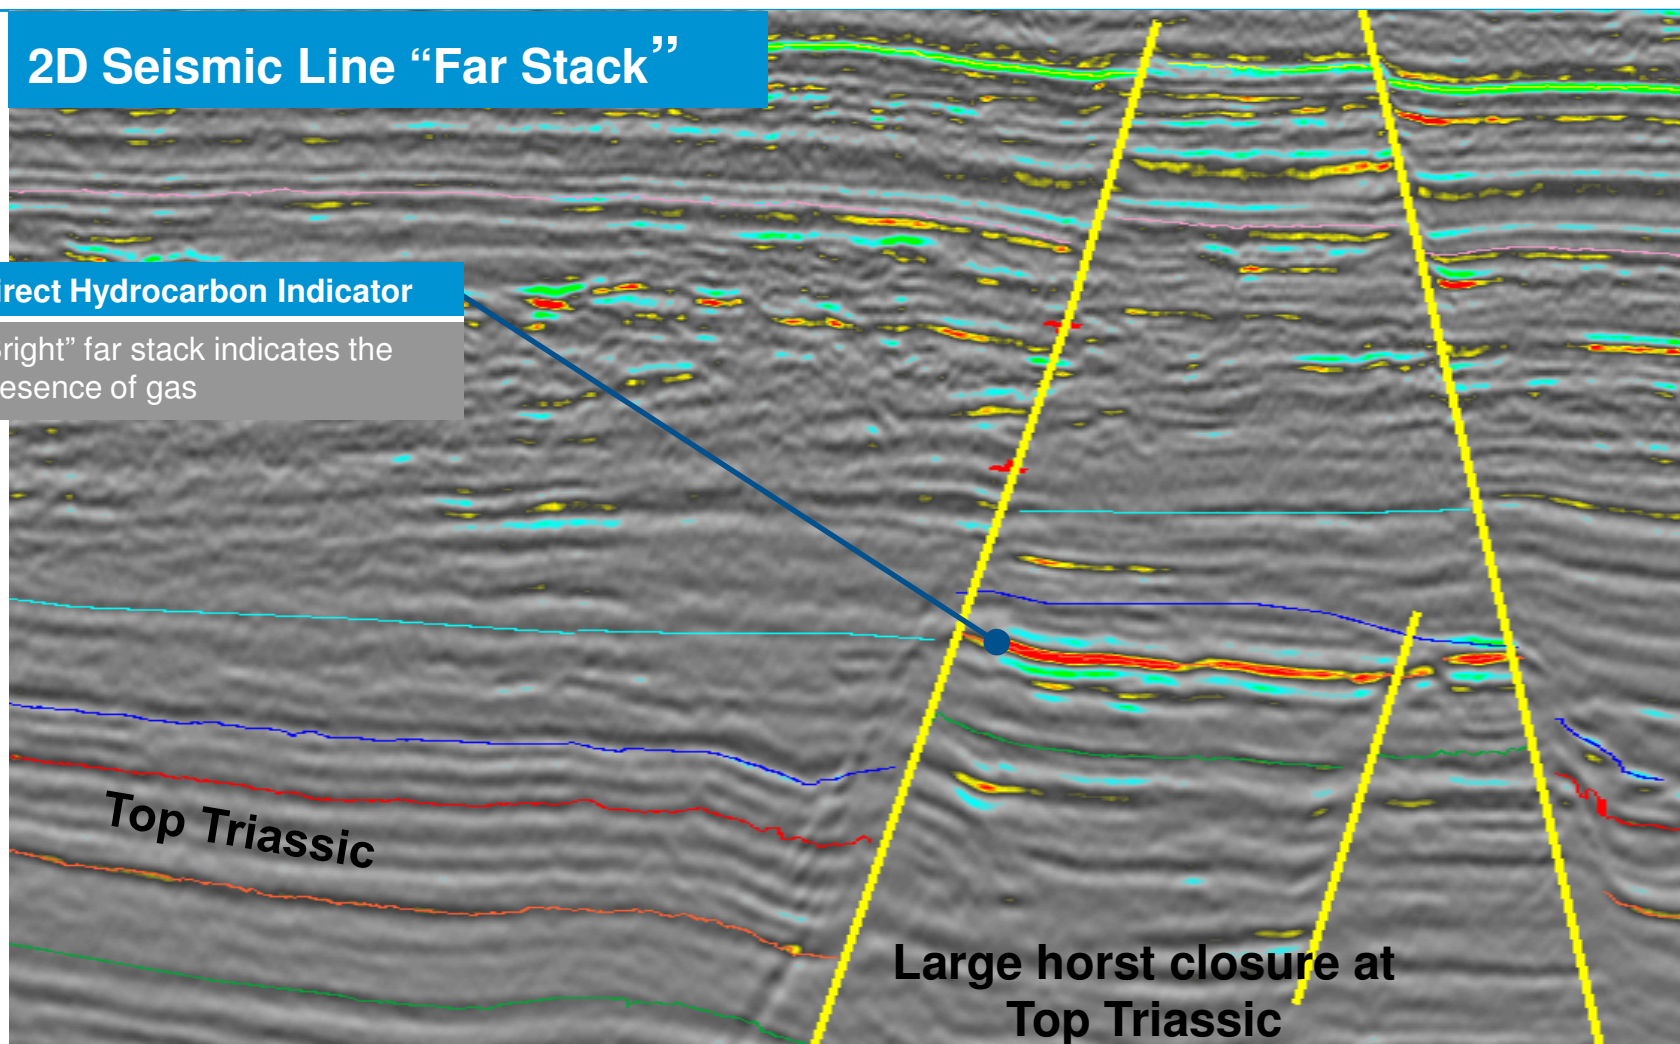 2D Seismic Line “Far Stack”
irect Hydrocarbon Indicator
right” far stack indicates the
esence of gas
Top Triassic
Large horst closure at
Top Triassic